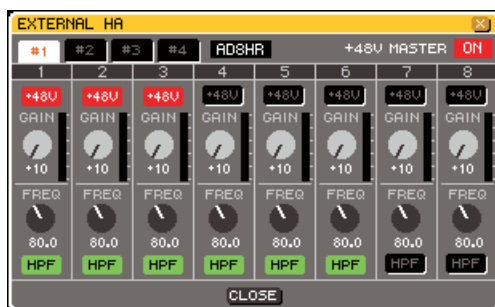 EXTERNAL HA
#1 #2 #3 #4 AD8HR +48V MASTER ON
1 2 3 4 5 6 7 8
+48V +48V +48V +48V +48V +48V +48V +48V
GAIN GAIN GAIN GAIN GAIN GAIN GAIN GAIN
+10 +10 +10 +10 +10 +10 +10 +10
FREQ FREQ FREQ FREQ FREQ FREQ FREQ FREQ
80.0 80.0 80.0 80.0 80.0 80.0 80.0 80.0
HPF HPF HPF HPF HPF HPF HPF HPF
CLOSE